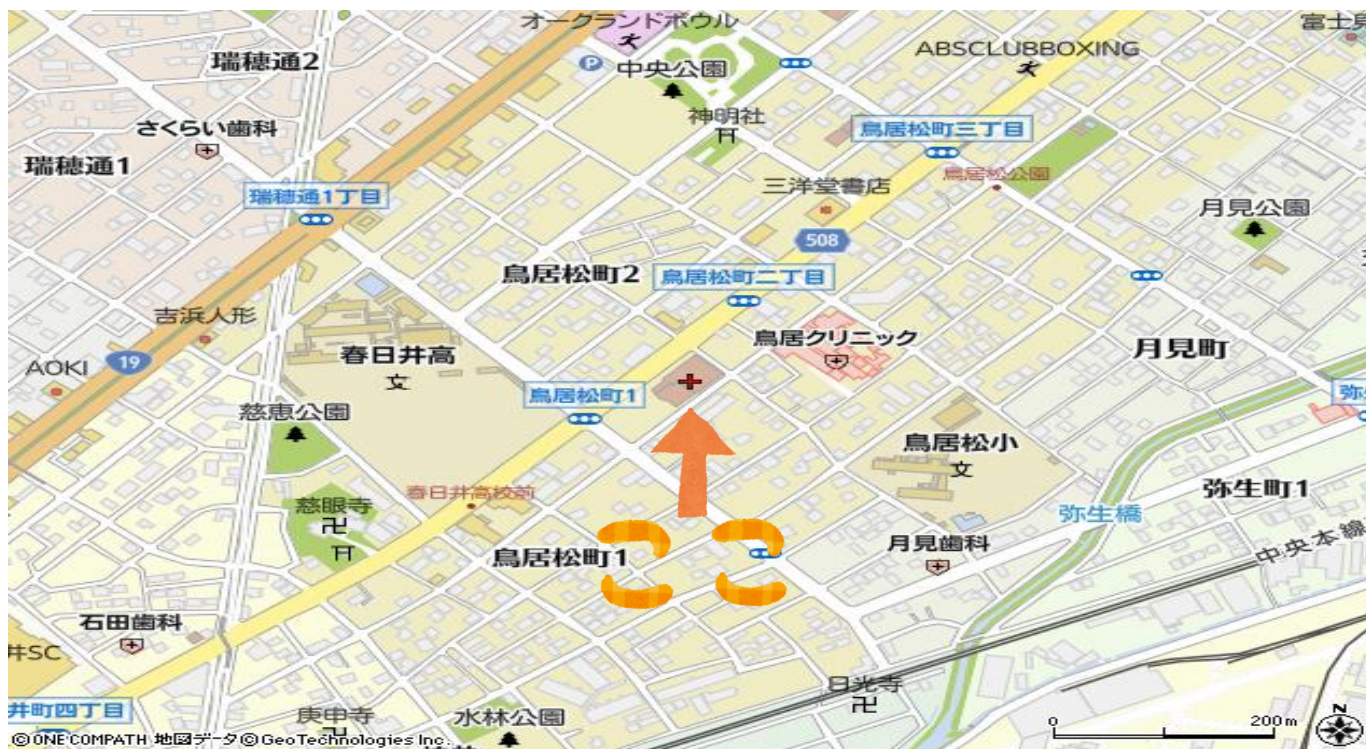 オークランドボウル
富士見
瑞穂通2
中央公園
ABSCLUBBOXING
さくらい歯科
神明社
鳥居松町三丁目
瑞穂通1
鳥居松公園
瑞穂通1丁目
三洋堂書店
月見公園
508
鳥居松町2
鳥居松町二丁目
吉浜人形
鳥居クリニック
月見町
春日井高
文
AOKI
19
鳥居松町1
慈恵公園
鳥居松小
文
春日井高校前
慈眼寺
弥生町1
弥生橋
月見歯科
鳥居松町1
中央本線
石田歯科
井SC
日光寺
井町四丁目
庚申寺
水林公園
0
200m
N
©ONE COMPATH 地図データ©GeoTechnologies Inc.